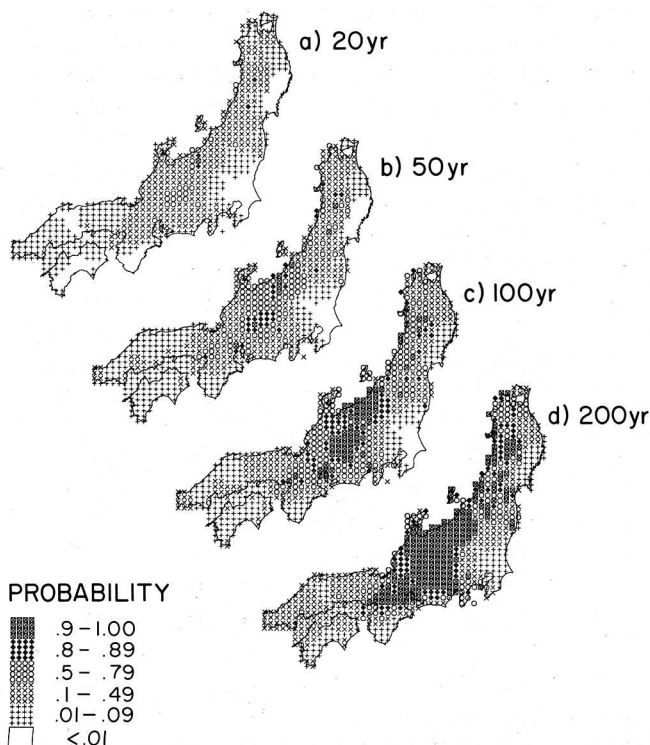 a) 20yr
b) 50yr
c) 100yr
d) 200yr
PROBABILITY
.9 - 1.00
.8 - .89
.5 - .79
.1 - .49
.01 - .09
<.01